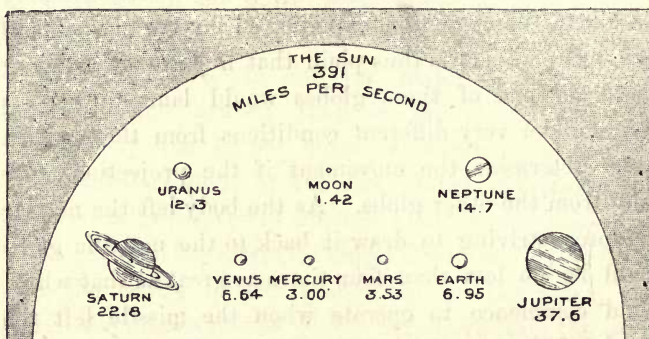 THE SUN
391
MILES PER SECOND
URANUS
12.3
MOON
1.42
NEPTUNE
14.7
SATURN
22.8
VENUS
6.64
MERCURY
3.00
MARS
3.53
EARTH
6.95
JUPITER
37.6